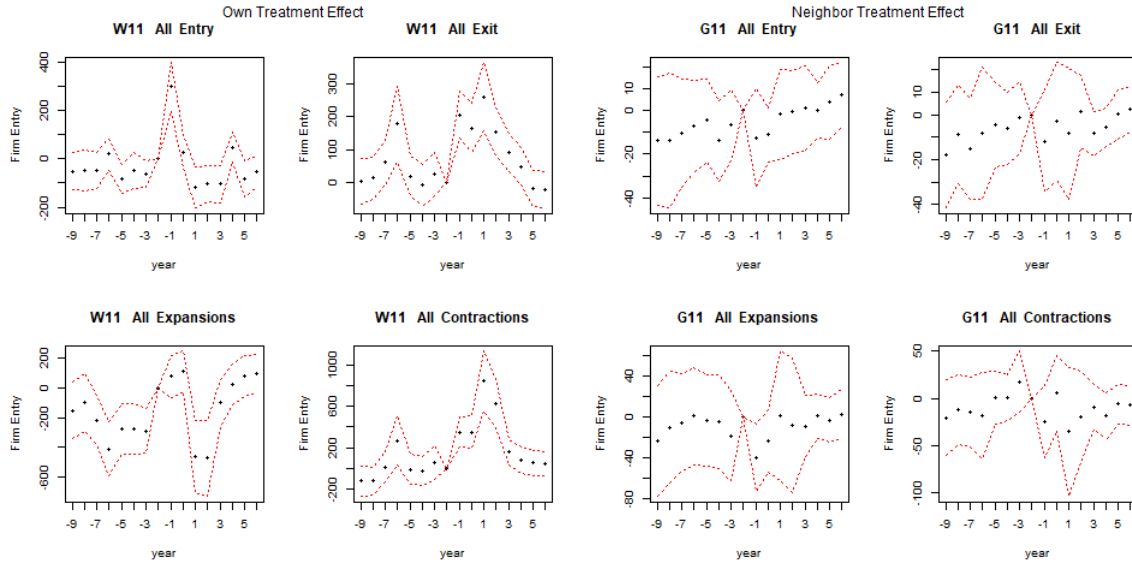 Own Treatment Effect Neighbor Treatment Effect
W11 All Entry W11 All Exit G11 All Entry G11 All Exit
Firm Entry
400
200
0
200
-9 -7 -5 -3 -1 1 3 5
year
Firm Entry
300
200
100
0
-9 -7 -5 -3 -1 1 3 5
year
Firm Entry
20
10
0
-20
-40
-9 -7 -5 -3 -1 1 3 5
year
Firm Entry
20
10
0
-20
-40
-9 -7 -5 -3 -1 1 3 5
year
W11 All Expansions W11 All Contractions G11 All Expansions G11 All Contractions
Firm Entry
200
0
-200
-600
-9 -7 -5 -3 -1 1 3 5
year
Firm Entry
1000
600
200
-200
-9 -7 -5 -3 -1 1 3 5
year
Firm Entry
40
0
-40
-80
-9 -7 -5 -3 -1 1 3 5
year
Firm Entry
50
0
-50
-100
-9 -7 -5 -3 -1 1 3 5
year